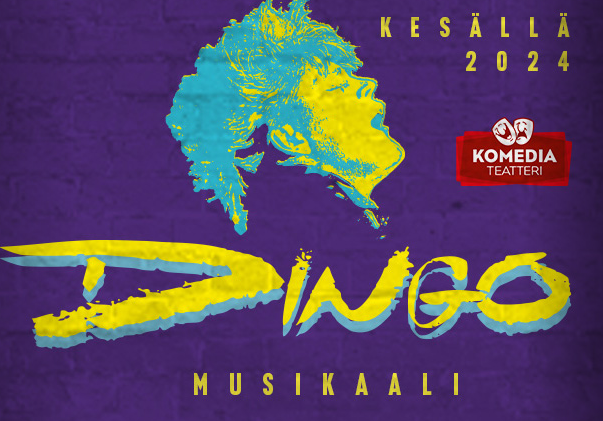 KESÄLLÄ
2024
KOMEDIA
TEATTERI
DINGO
MUSIKAALI